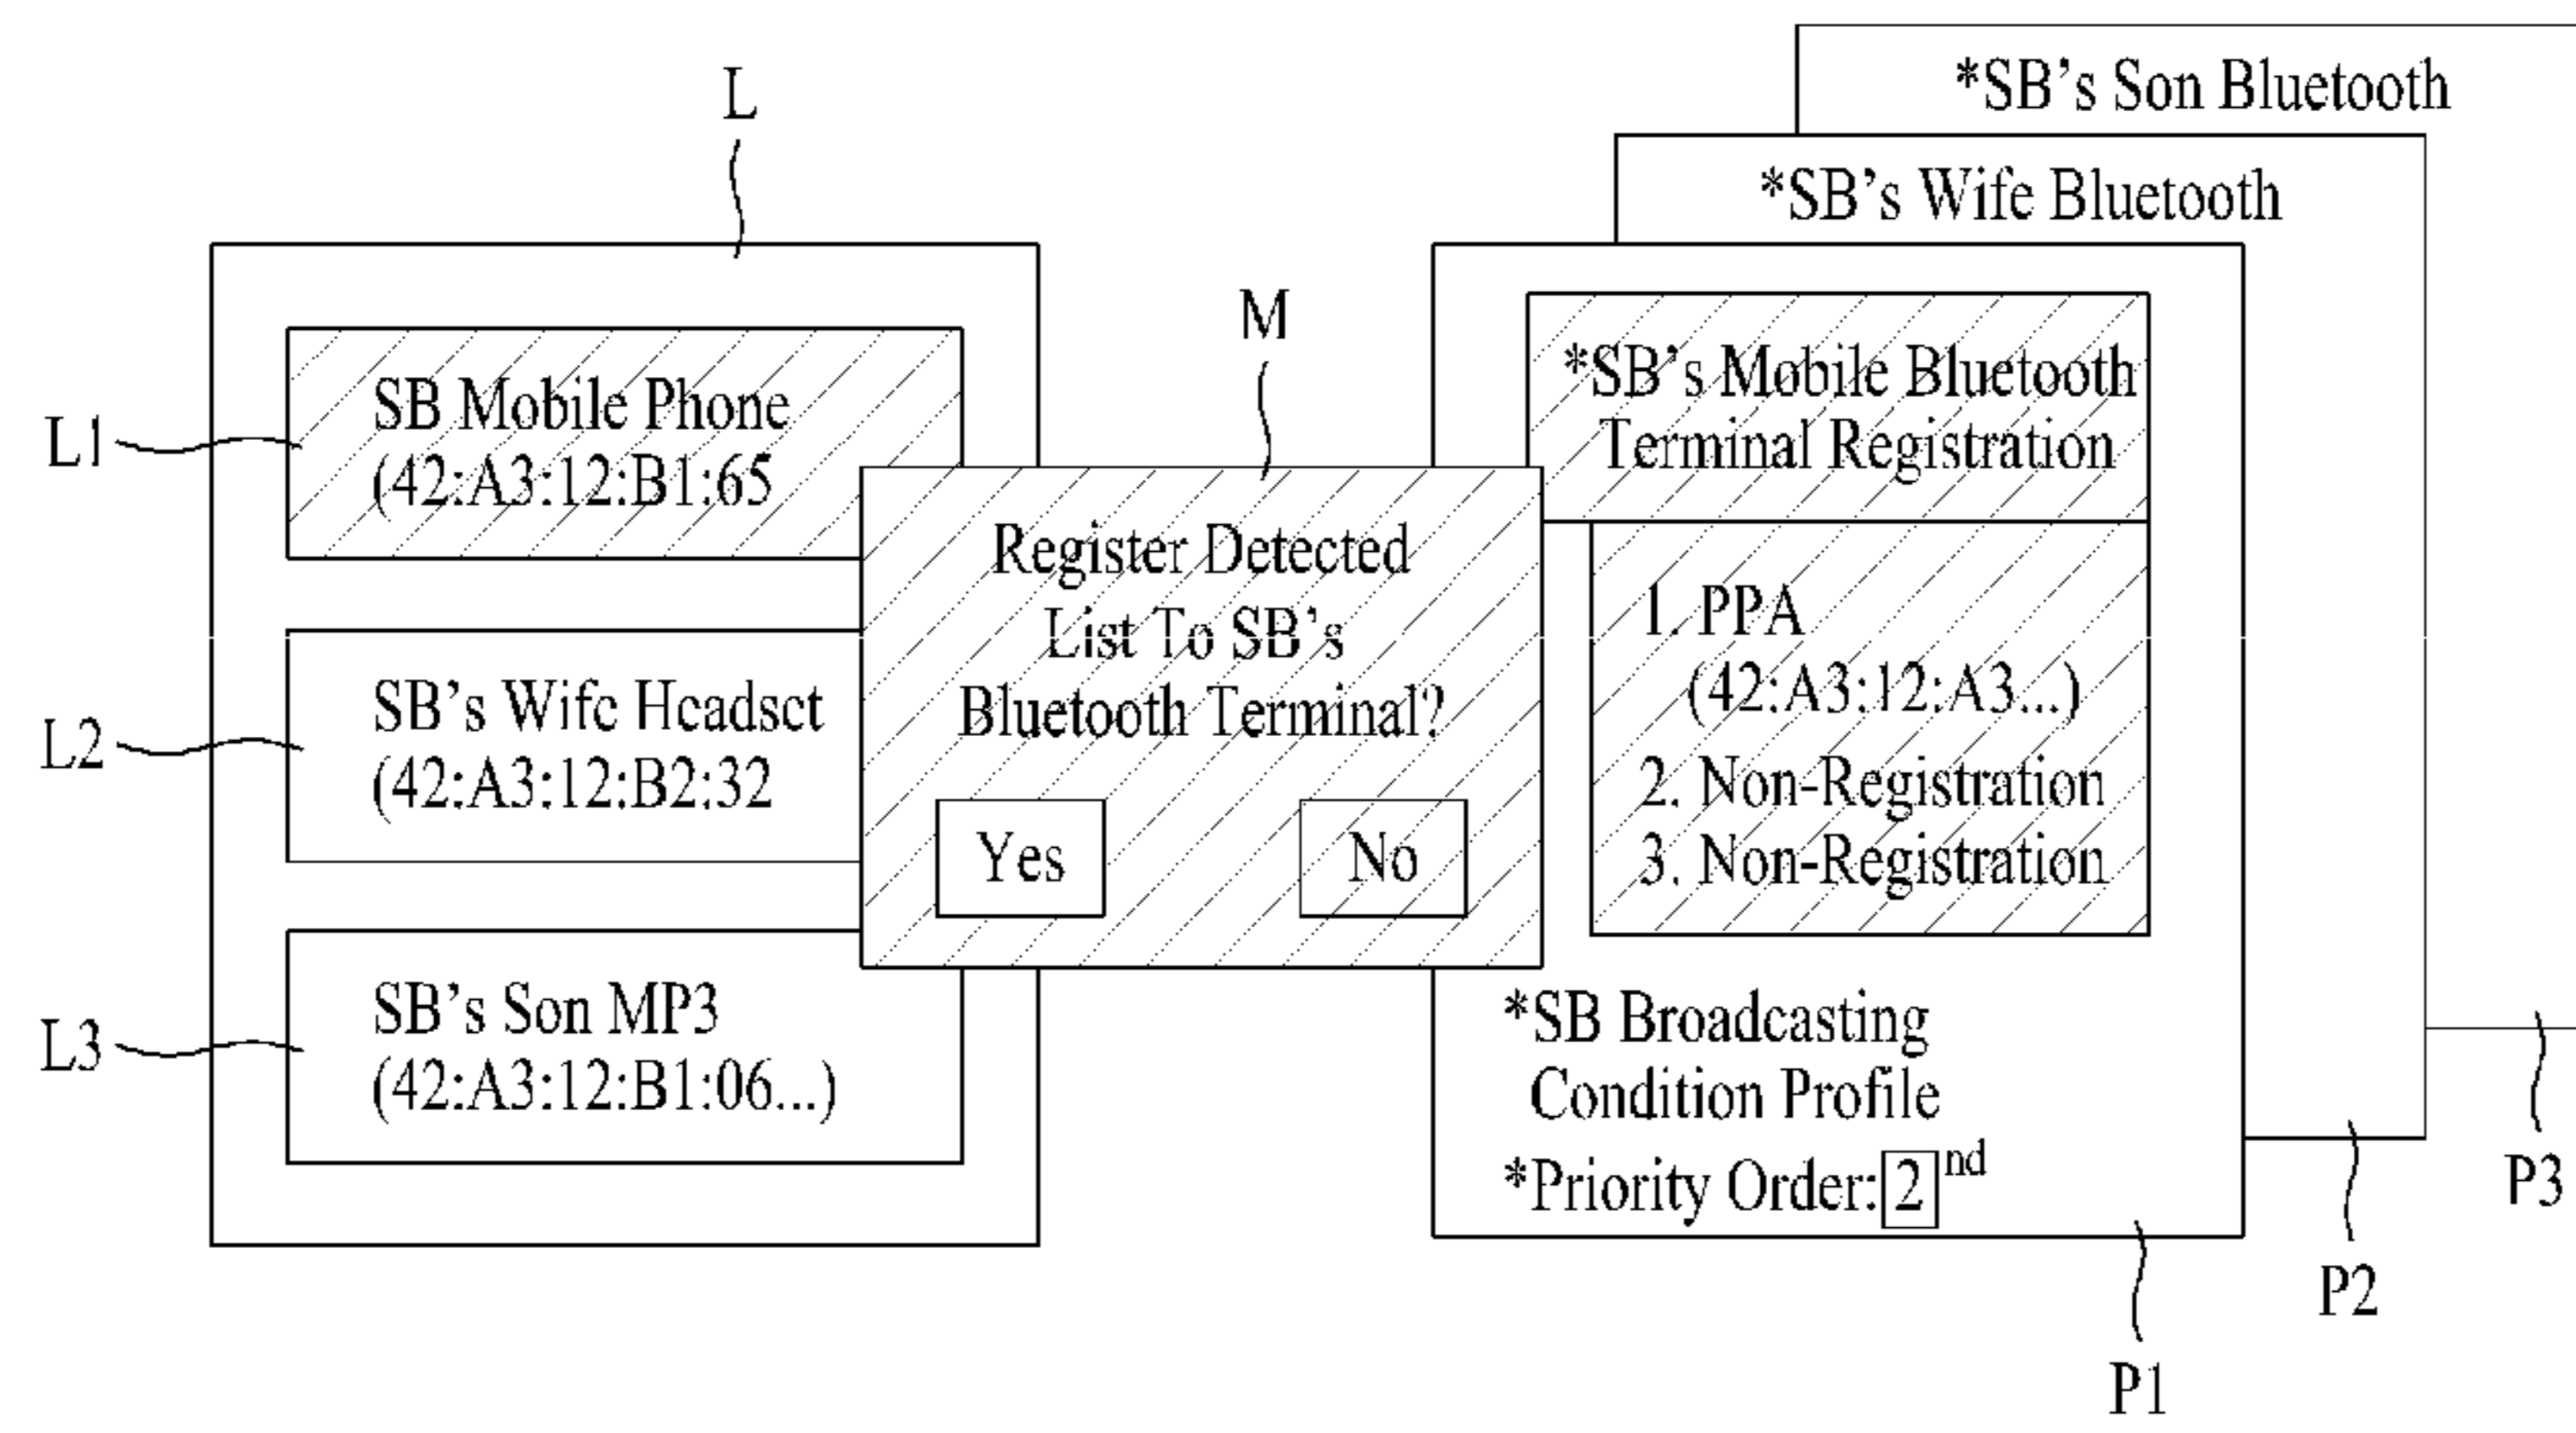 L
L1
SB Mobile Phone
(42:A3:12:B1:65
L2
SB's Wife Headset
(42:A3:12:B2:32
L3
SB's Son MP3
(42:A3:12:B1:06...)
M
Register Detected
List To SB's
Bluetooth Terminal?
Yes
No
*SB's Son Bluetooth
*SB's Wife Bluetooth
*SB's Mobile Bluetooth
Terminal Registration
1. PPA
(42:A3:12:A3...)
2. Non-Registration
3. Non-Registration
*SB Broadcasting
Condition Profile
*Priority Order: 2nd
P3
P2
P1